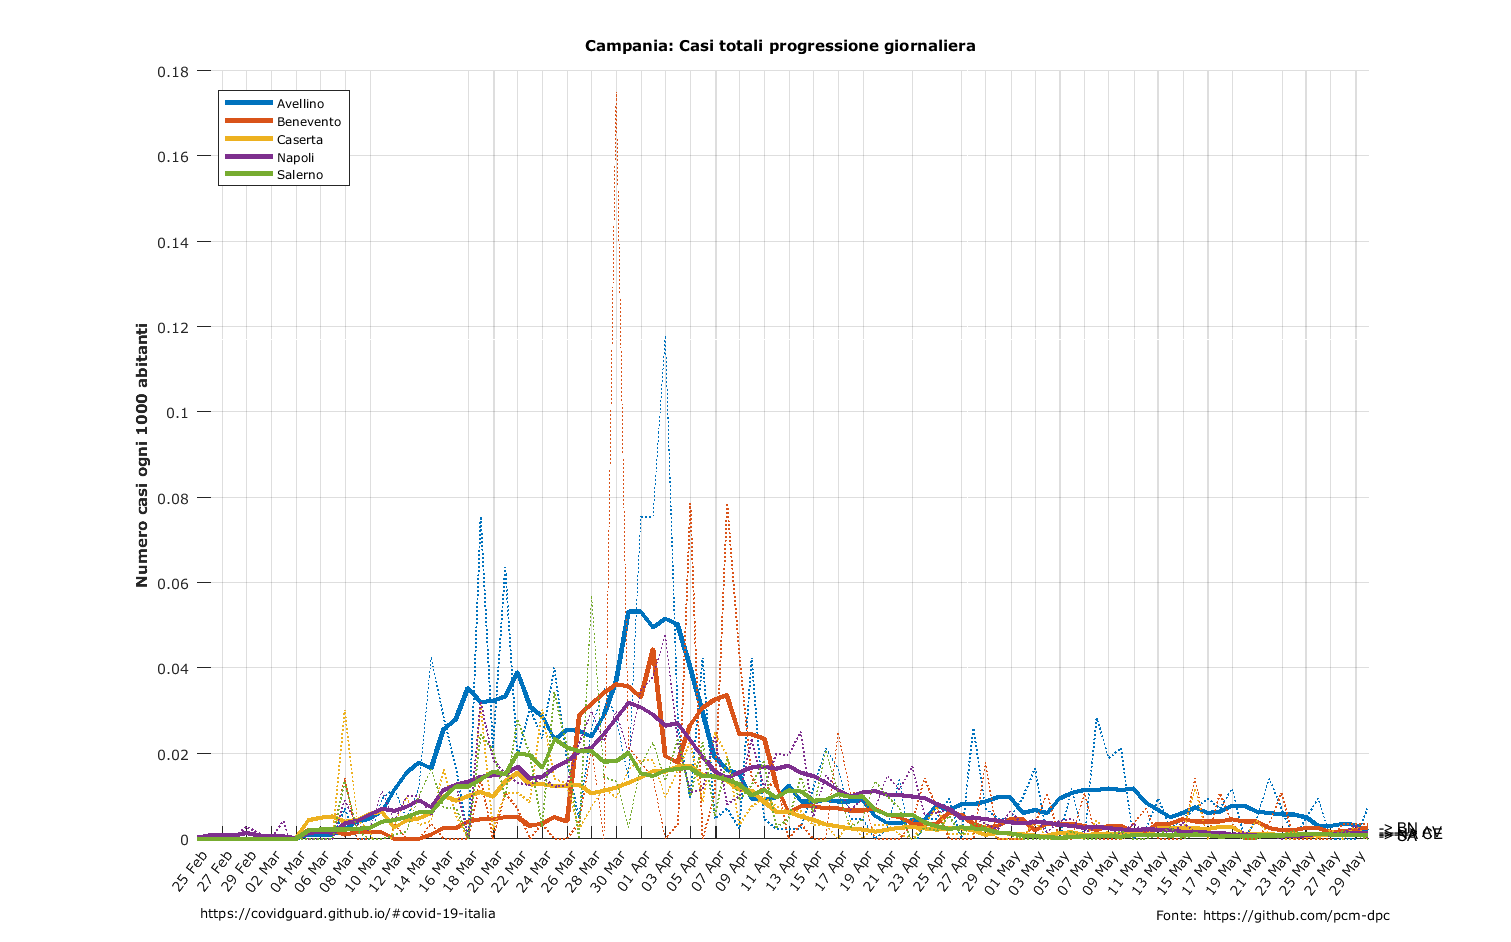 Campania: Casi totali progressione giornaliera
0.18
0.16
0.14
0.12
0.1
0.08
0.06
0.04
0.02
0
Numero casi ogni 1000 abitanti
Avellino
Benevento
Caserta
Napoli
Salerno
25 Feb
27 Feb
29 Feb
02 Mar
04 Mar
06 Mar
08 Mar
10 Mar
12 Mar
14 Mar
16 Mar
18 Mar
20 Mar
22 Mar
24 Mar
26 Mar
28 Mar
30 Mar
01 Apr
03 Apr
05 Apr
07 Apr
09 Apr
11 Apr
13 Apr
15 Apr
17 Apr
19 Apr
21 Apr
23 Apr
25 Apr
27 Apr
29 Apr
01 May
03 May
05 May
07 May
09 May
11 May
13 May
15 May
17 May
19 May
21 May
23 May
25 May
27 May
29 May
-> BN
https://covidguard.github.io/#covid-19-italia
Fonte: https://github.com/pcm-dpc